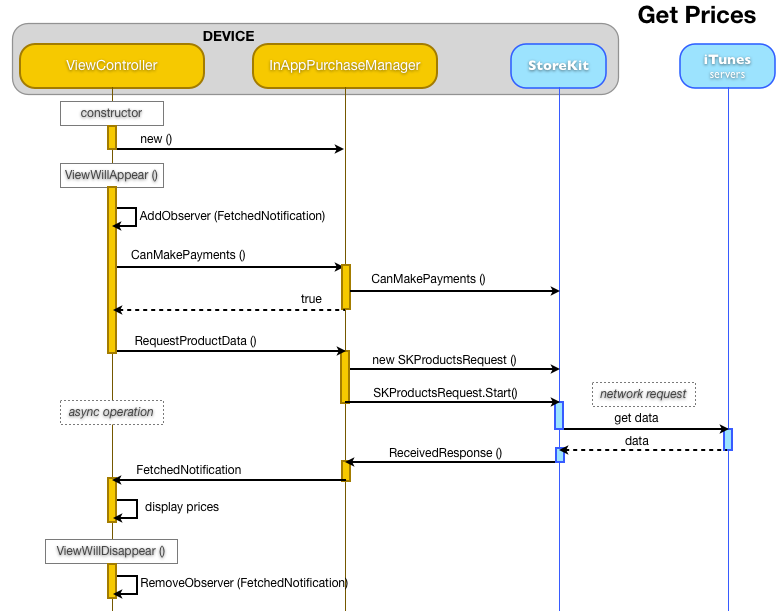 Get Prices
DEVICE
ViewController
InAppPurchaseManager
StoreKit
iTunes
servers
constructor
new ()
ViewWillAppear ()
AddObserver (FetchedNotification)
CanMakePayments ()
CanMakePayments ()
true
RequestProductData ()
new SKProductsRequest ()
SKProductsRequest.Start()
network request
async operation
get data
data
ReceivedResponse ()
FetchedNotification
display prices
ViewWillDisappear ()
RemoveObserver (FetchedNotification)